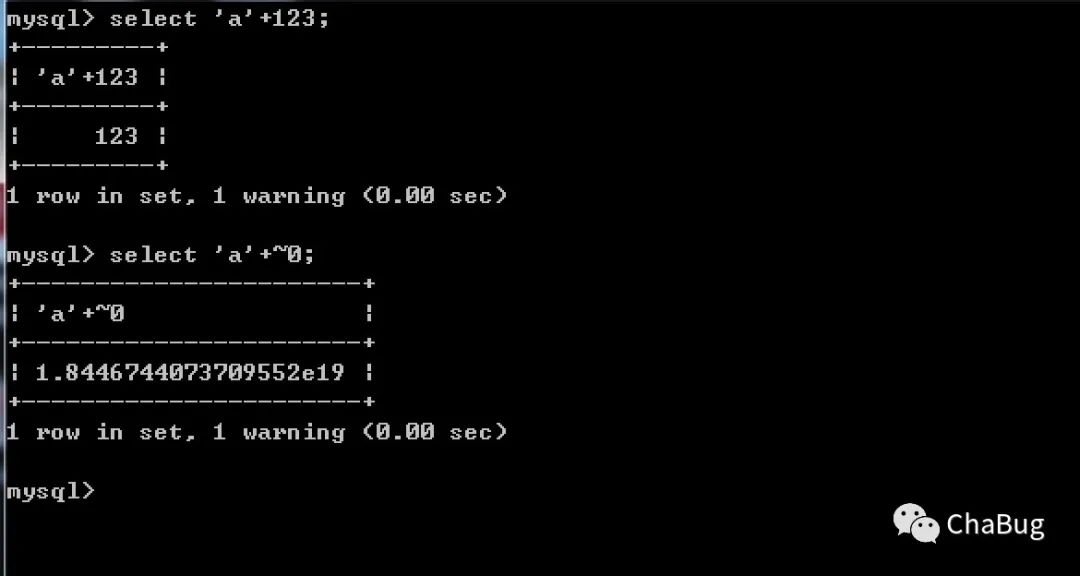 mysql> select 'a'+123;
+---------+
| 'a'+123 |
+---------+
|     123 |
+---------+
1 row in set, 1 warning (0.00 sec)
mysql> select 'a'+~0;
+-----------------------+
| 'a'+~0                |
+-----------------------+
| 1.8446744073709552e19 |
+-----------------------+
1 row in set, 1 warning (0.00 sec)
mysql>
ChaBug